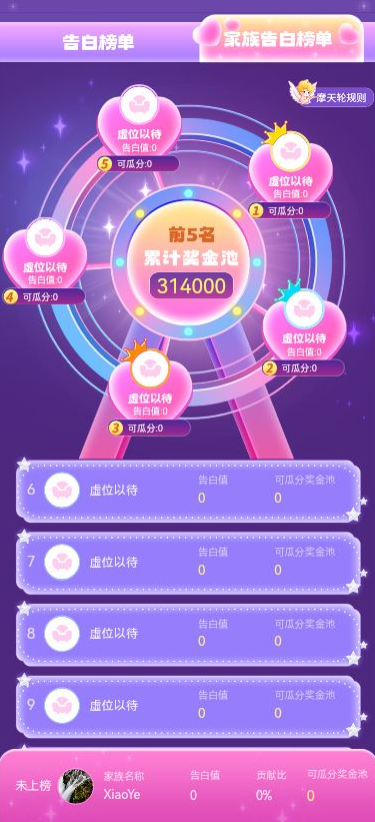 告白榜单
家族告白榜单
摩天轮规则
虚位以待
告白值:0
5 可瓜分:0
虚位以待
告白值:0
1 可瓜分:0
虚位以待
告白值:0
4 可瓜分:0
前5名
累计奖金池
314000
虚位以待
告白值:0
2 可瓜分:0
虚位以待
告白值:0
3 可瓜分:0
告白值 可瓜分奖金池
6 虚位以待 0 0
告白值 可瓜分奖金池
7 虚位以待 0 0
告白值 可瓜分奖金池
8 虚位以待 0 0
告白值 可瓜分奖金池
9 虚位以待 0 0
未上榜 家族名称 告白值 贡献比 可瓜分奖金池
XiaoYe 0 0% 0